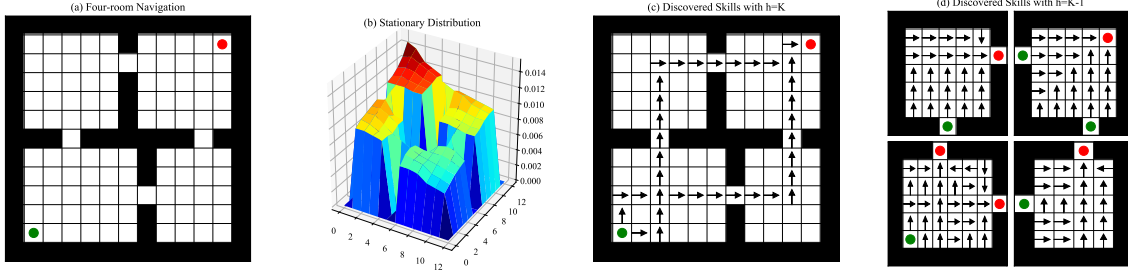 (a) Four-room Navigation
(b) Stationary Distribution
0.014
0.012
0.010
0.008
0.006
0.004
0.002
0.000
0 2 4 6 8 10 12
0 2 4 6 8 10 12
(c) Discovered Skills with h=K
(d) Discovered Skills with h=K-1